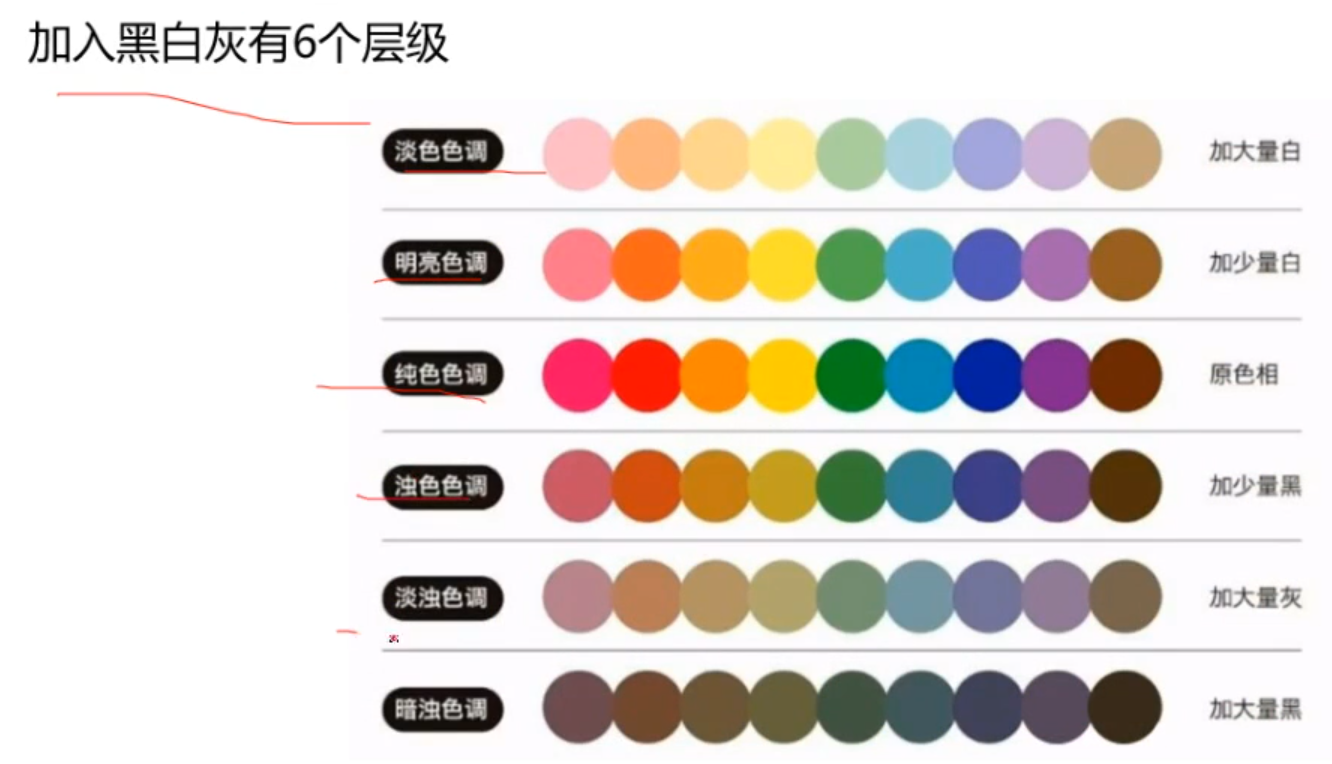 加入黑白灰有6个层级
淡色色调 加大量白
明亮色调 加少量白
纯色色调 原色相
浊色色调 加少量黑
淡浊色调 加大量灰
暗浊色调 加大量黑